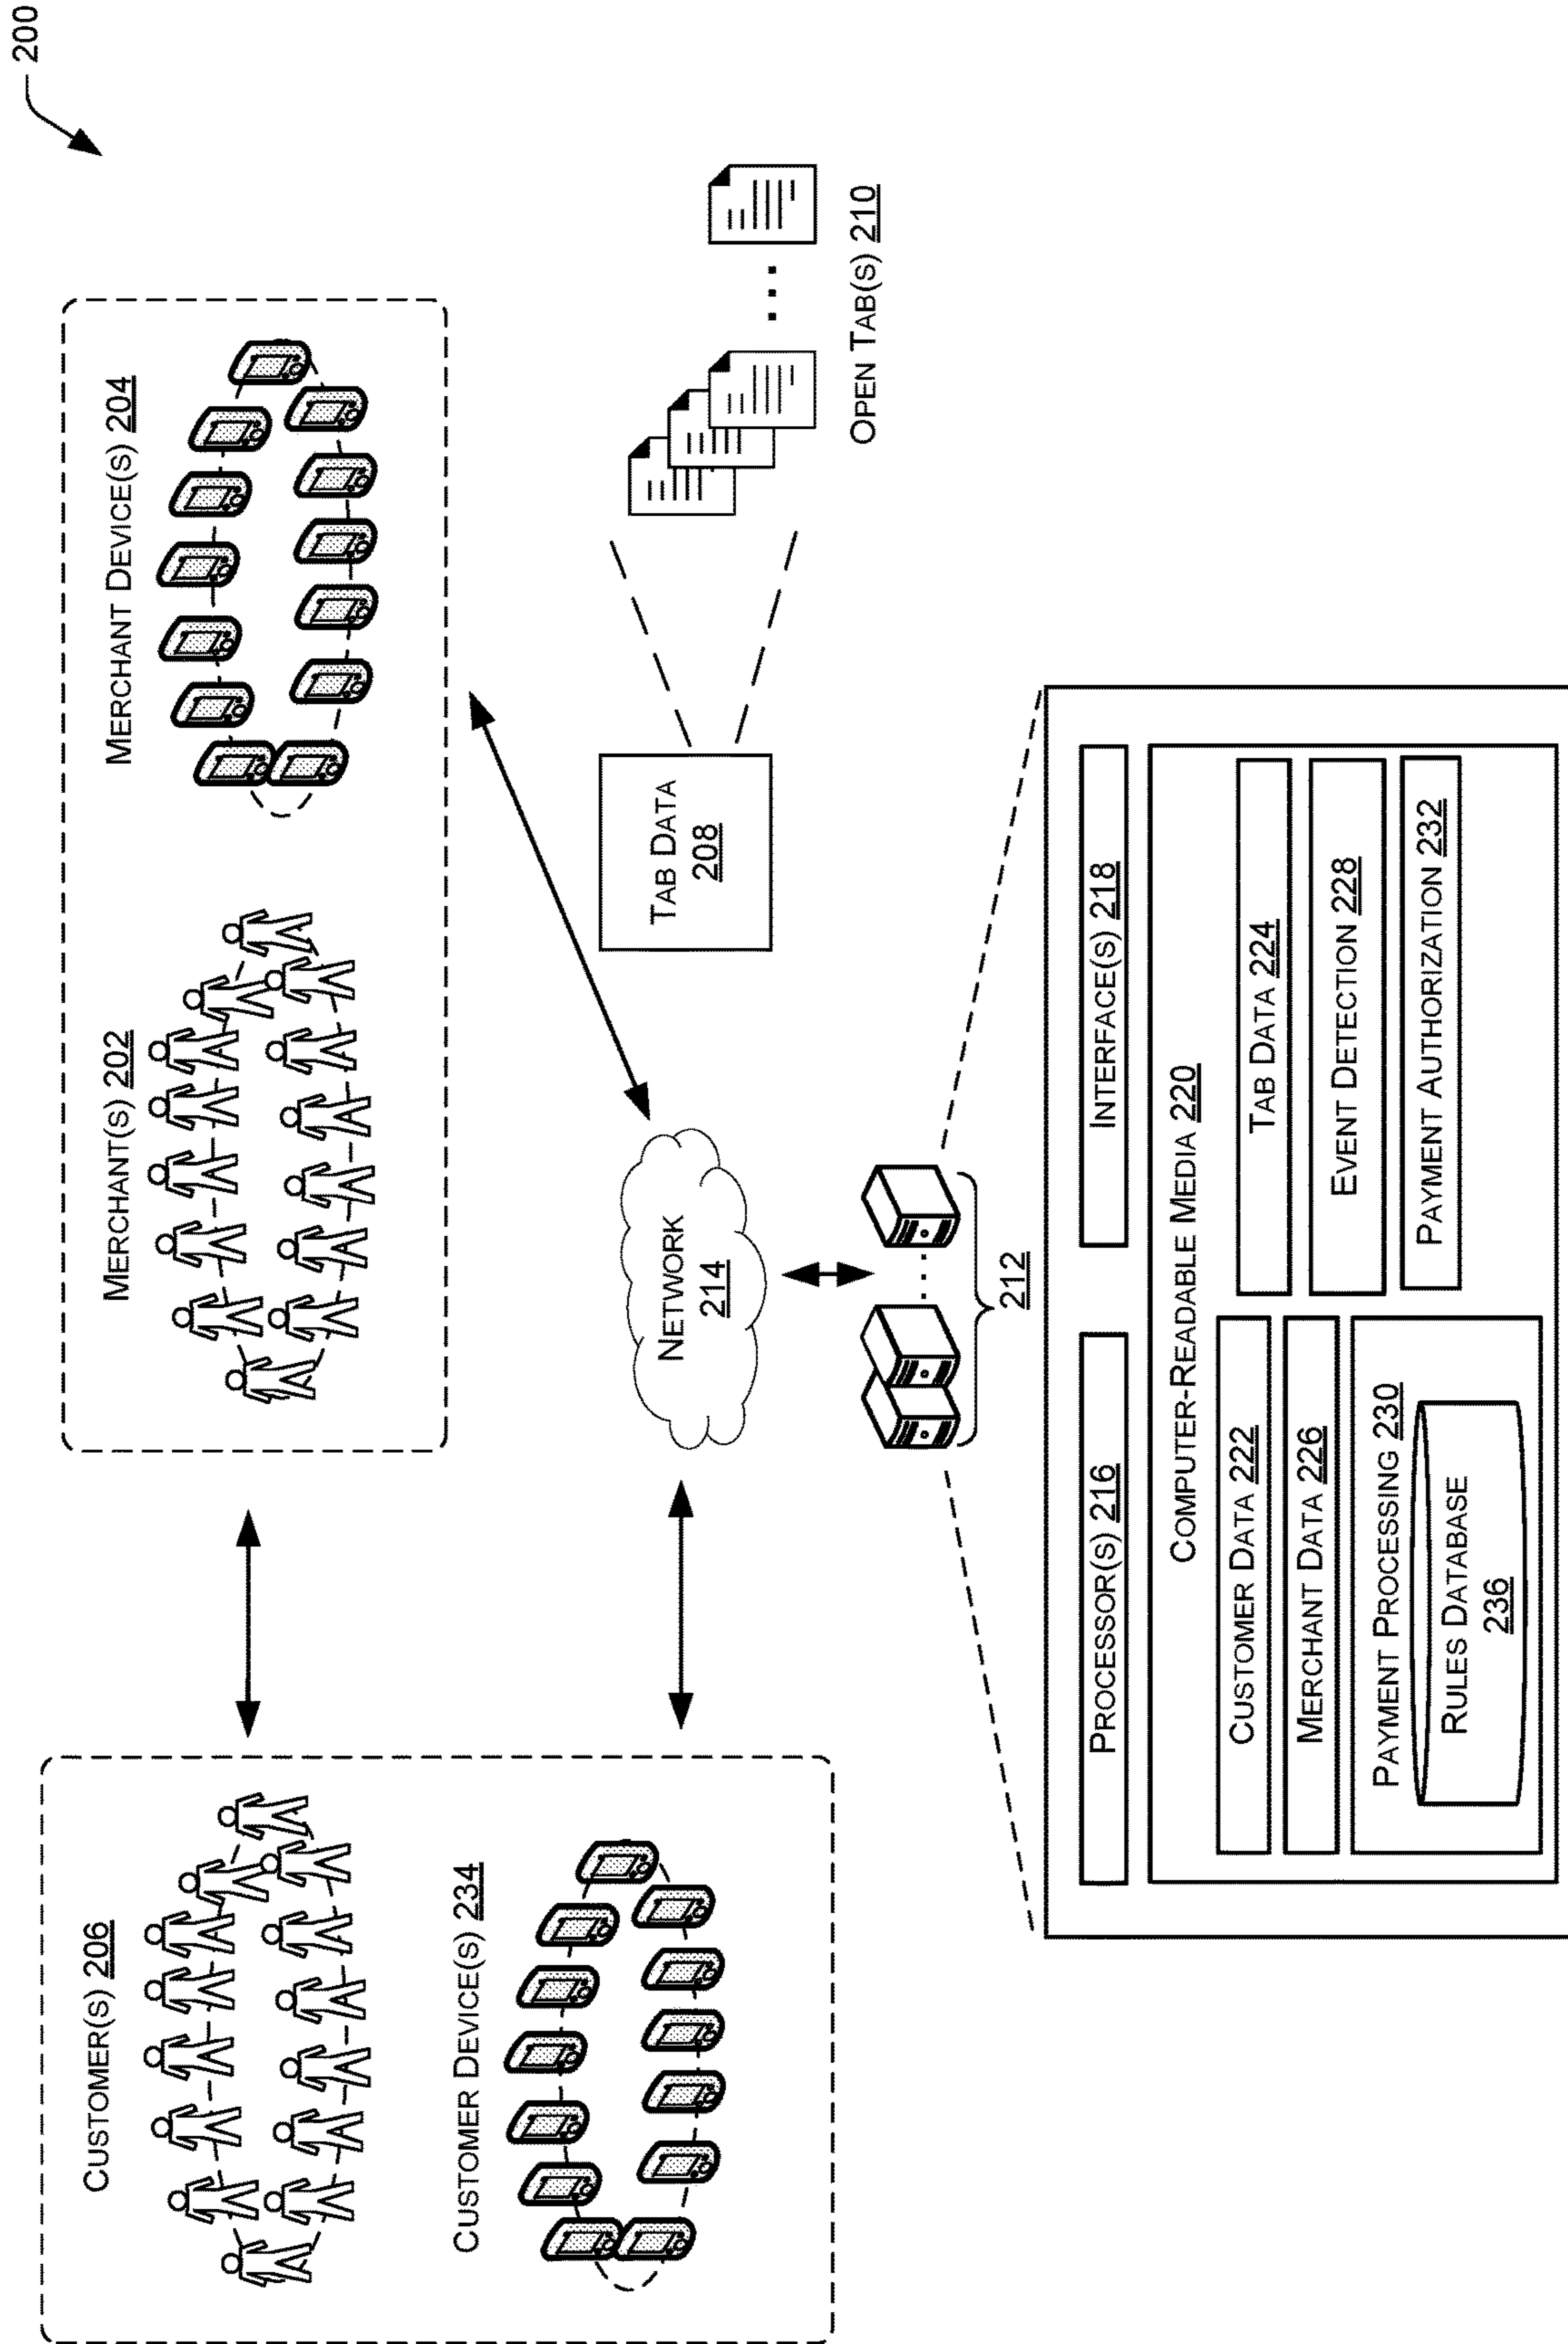 200
CUSTOMER(S) 206
CUSTOMER DEVICE(S) 234
MERCHANT(S) 202
MERCHANT DEVICE(S) 204
NETWORK
214
TAB DATA
208
OPEN TAB(S) 210
212
PROCESSOR(S) 216
INTERFACE(S) 218
COMPUTER-READABLE MEDIA 220
CUSTOMER DATA 222
TAB DATA 224
MERCHANT DATA 226
EVENT DETECTION 228
PAYMENT PROCESSING 230
RULES DATABASE
236
PAYMENT AUTHORIZATION 232